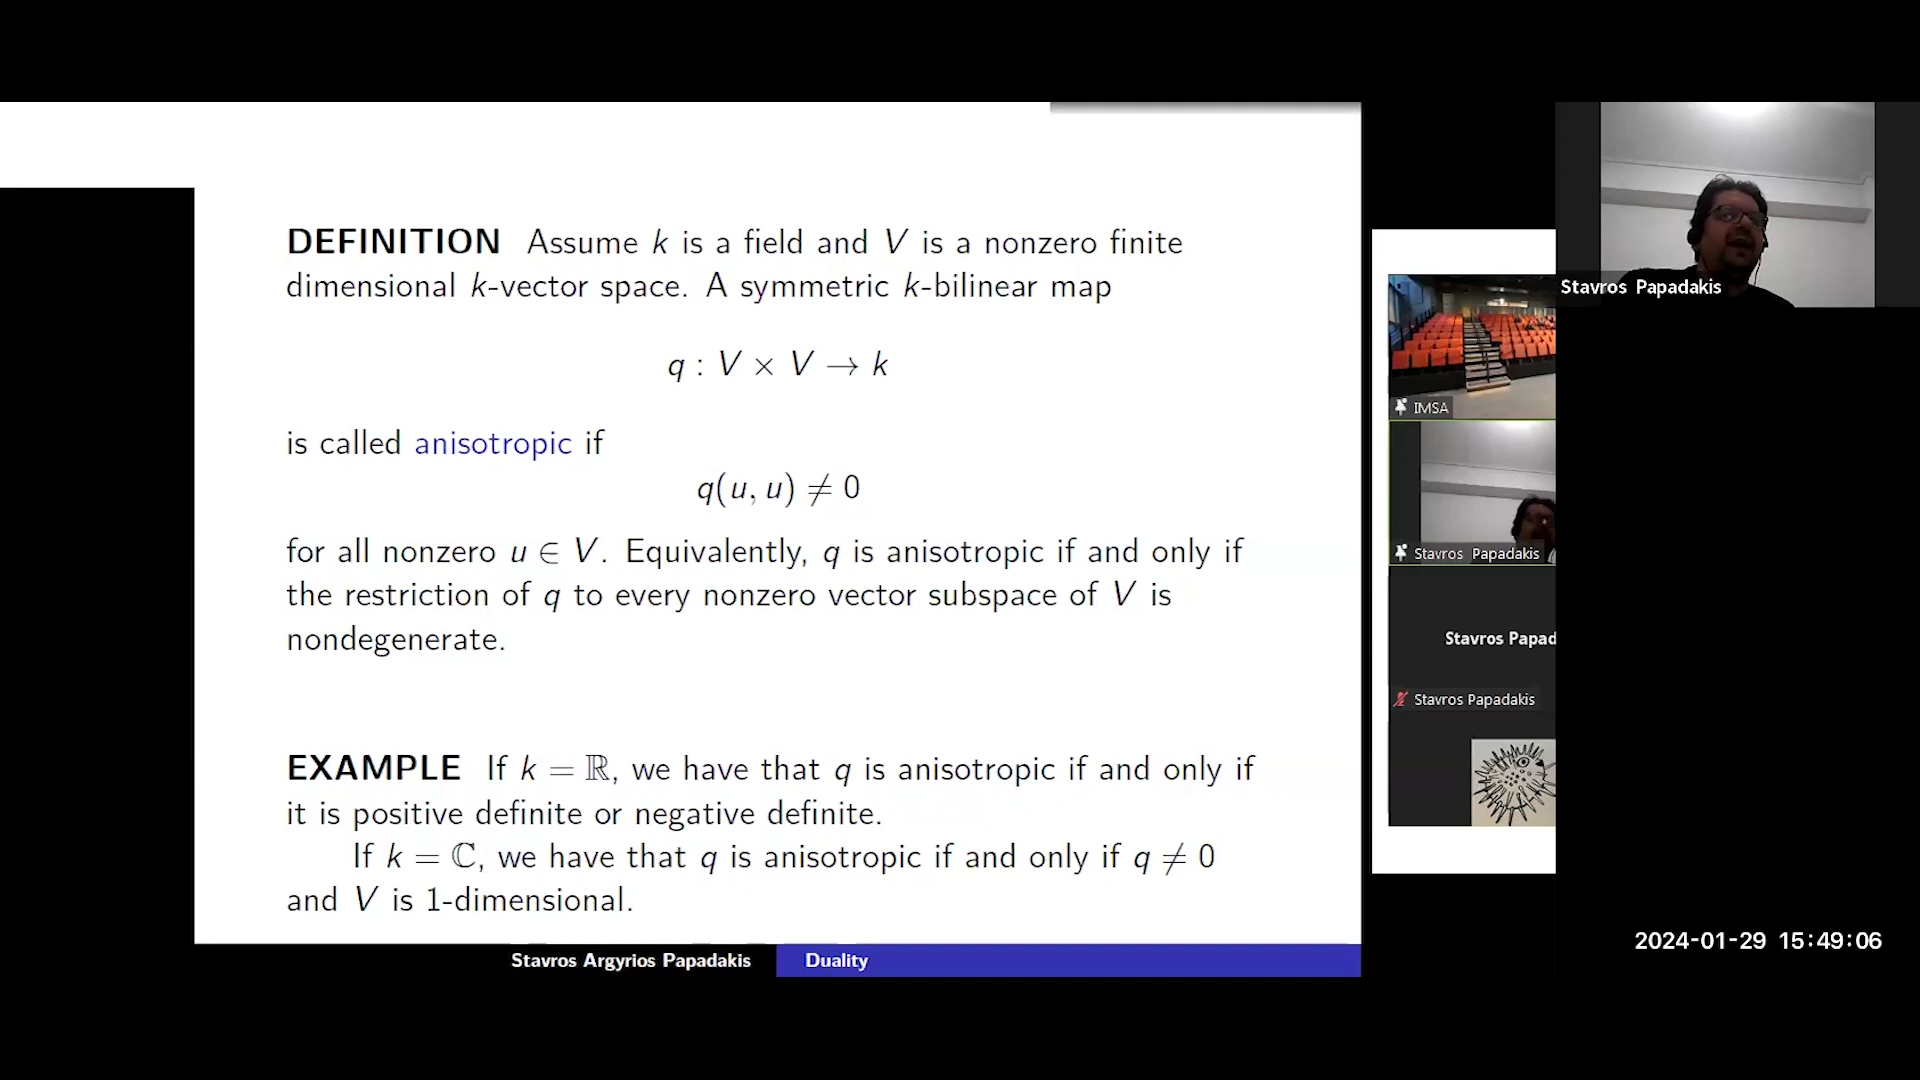 DEFINITION Assume k is a field and V is a nonzero finite
dimensional k-vector space. A symmetric k-bilinear map
q : V × V → k
is called anisotropic if
q(u, u) ≠ 0
for all nonzero u ∈ V. Equivalently, q is anisotropic if and only if
the restriction of q to every nonzero vector subspace of V is
nondegenerate.
EXAMPLE If k = ℝ, we have that q is anisotropic if and only if
it is positive definite or negative definite.
If k = ℂ, we have that q is anisotropic if and only if q ≠ 0
and V is 1-dimensional.
Stavros Argyrios Papadakis
Duality
Stavros Papadakis
IMSA
Stavros Papadakis
Stavros Papad
Stavros Papadakis
2024-01-29 15:49:06